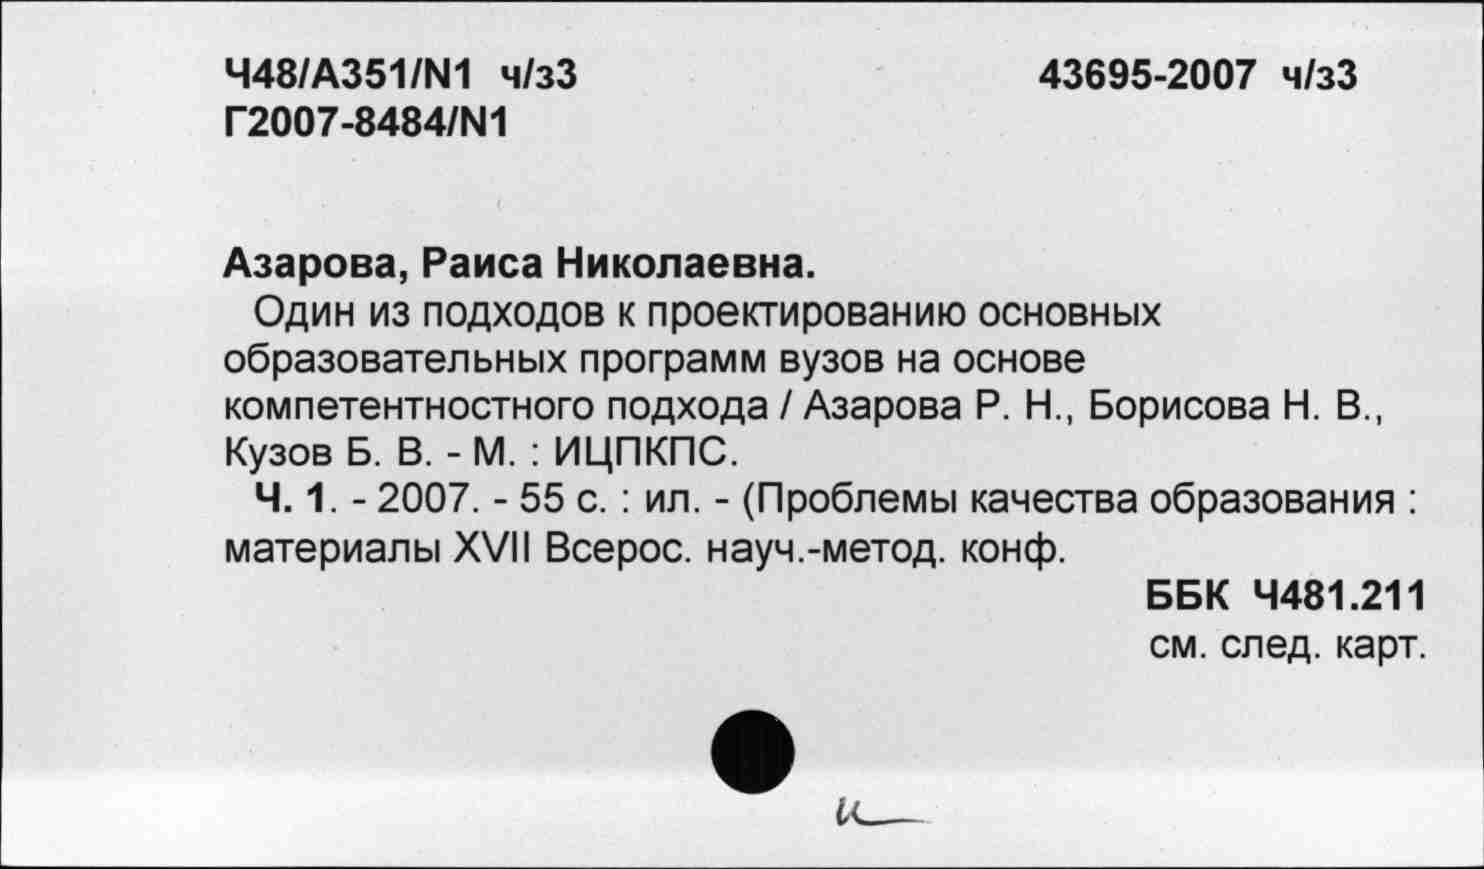 Ч48/А351/N1 ч/з3 43695-2007 ч/з3
Г2007-8484/N1
Азарова, Раиса Николаевна.
Один из подходов к проектированию основных
образовательных программ вузов на основе
компетентностного подхода / Азарова Р. Н., Борисова Н. В.,
Кузов Б. В. - М. : ИЦПКПС.
Ч. 1. - 2007. - 55 с. : ил. - (Проблемы качества образования :
материалы XVII Всерос. науч.-метод. конф.
ББК Ч481.211
см. след. карт.